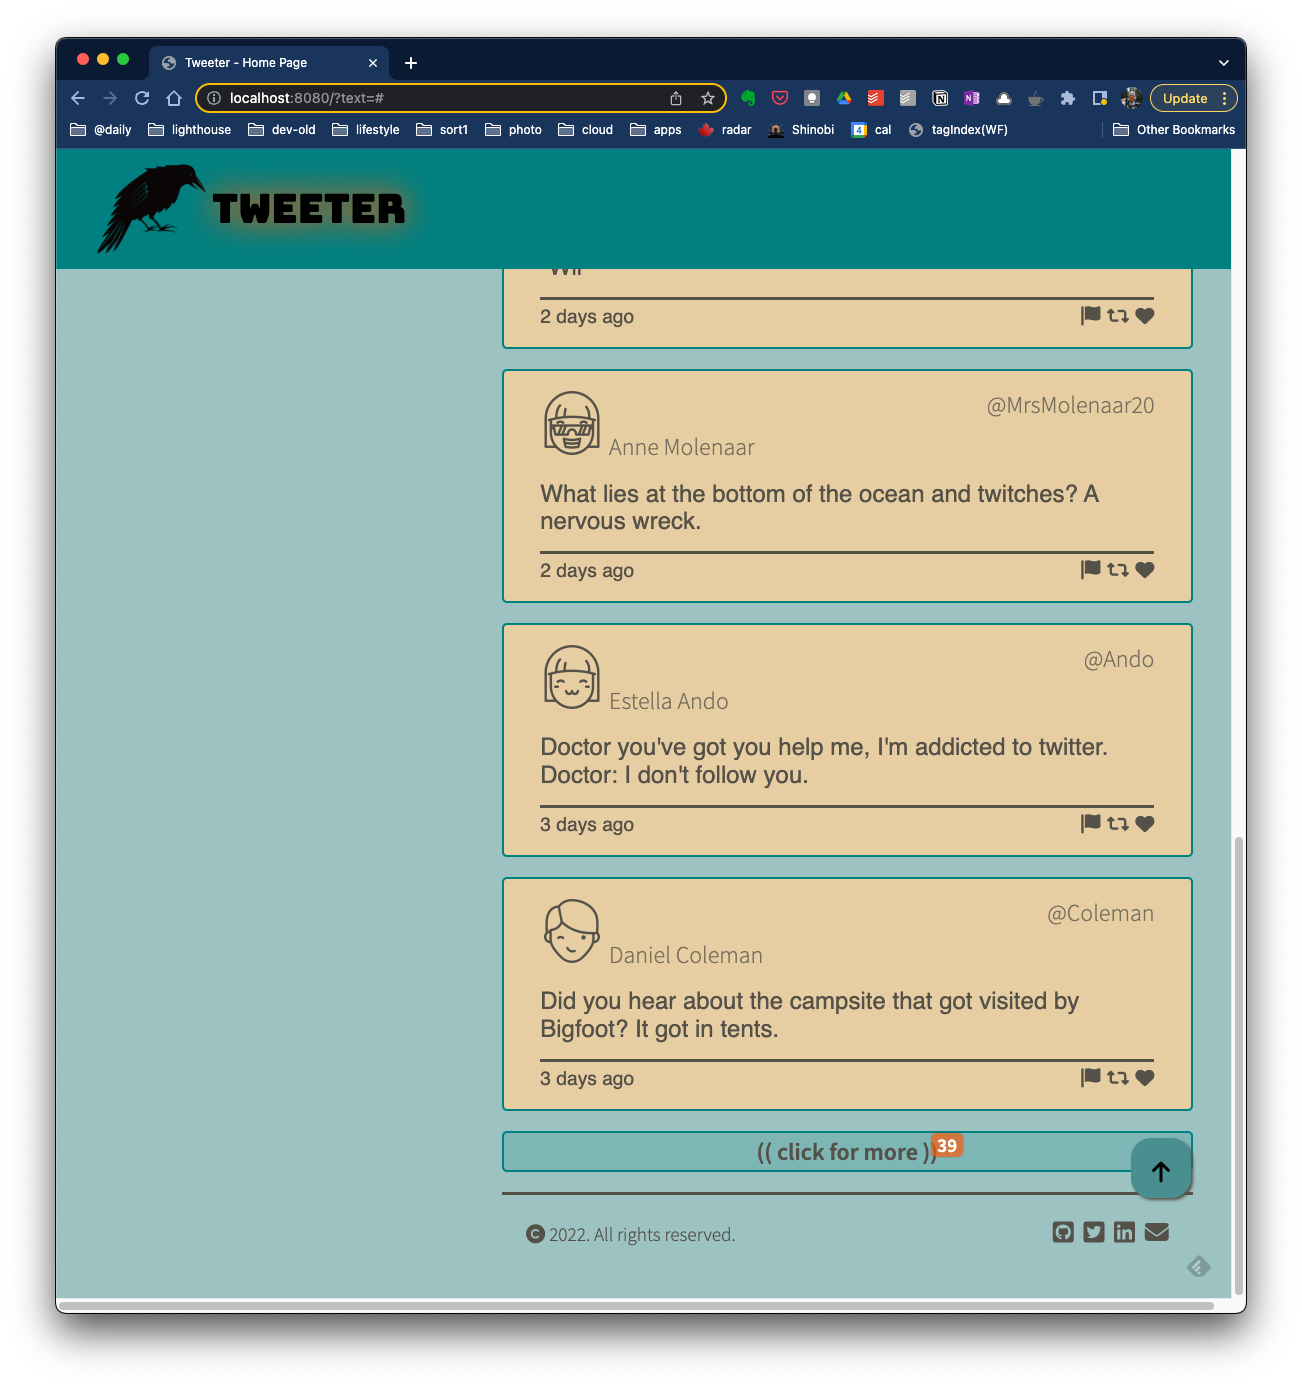 Tweeter - Home Page
localhost:8080/?text=#
Update
@daily lighthouse dev-old lifestyle sort1 photo cloud apps radar Shinobi 4 cal tagIndex(WF) Other Bookmarks
TWEETER
2 days ago
@MrsMolenaar20
Anne Molenaar
What lies at the bottom of the ocean and twitches? A
nervous wreck.
2 days ago
@Ando
Estella Ando
Doctor you've got you help me, I'm addicted to twitter.
Doctor: I don't follow you.
3 days ago
@Coleman
Daniel Coleman
Did you hear about the campsite that got visited by
Bigfoot? It got in tents.
3 days ago
(( click for more )) 39
© 2022. All rights reserved.